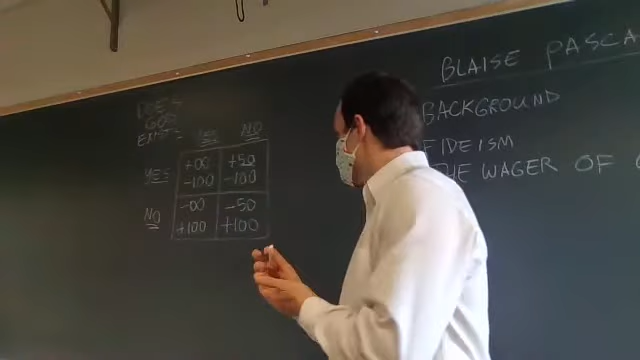 DOES
GOD
EXIST?
YES NO
YES +∞ +50
-100 -100
NO -∞ -50
+100 +100
BLAISE PASCA
BACKGROUND
FIDEISM
THE WAGER OF